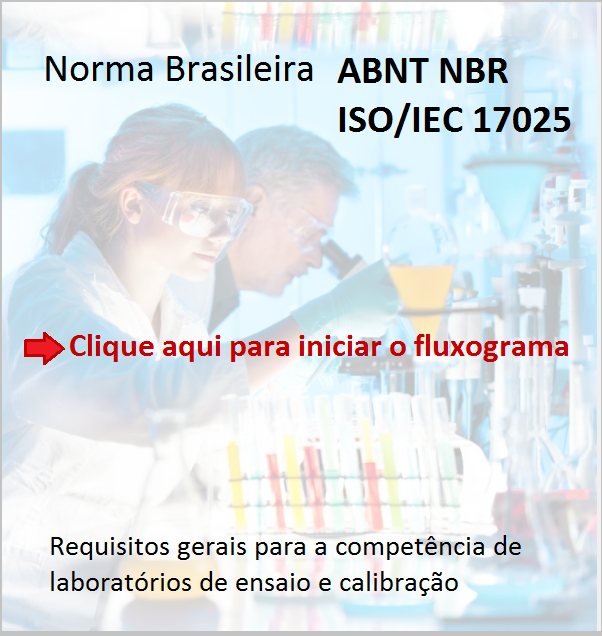 Norma Brasileira ABNT NBR
ISO/IEC 17025
Clique aqui para iniciar o fluxograma
Requisitos gerais para a competência de
laboratórios de ensaio e calibração